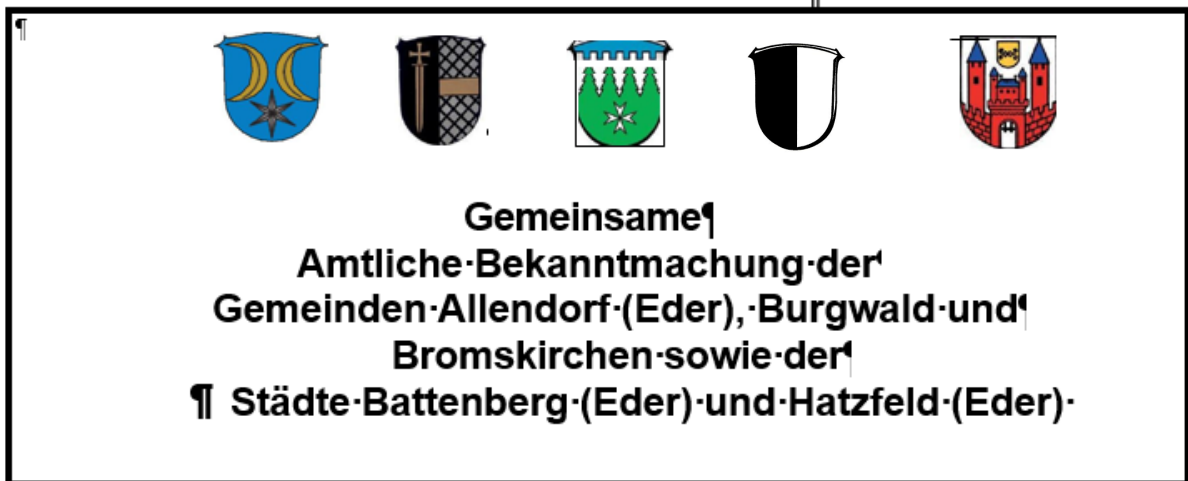 Gemeinsame
Amtliche Bekanntmachung der
Gemeinden Allendorf (Eder), Burgwald und
Bromskirchen sowie der
Städte Battenberg (Eder) und Hatzfeld (Eder)